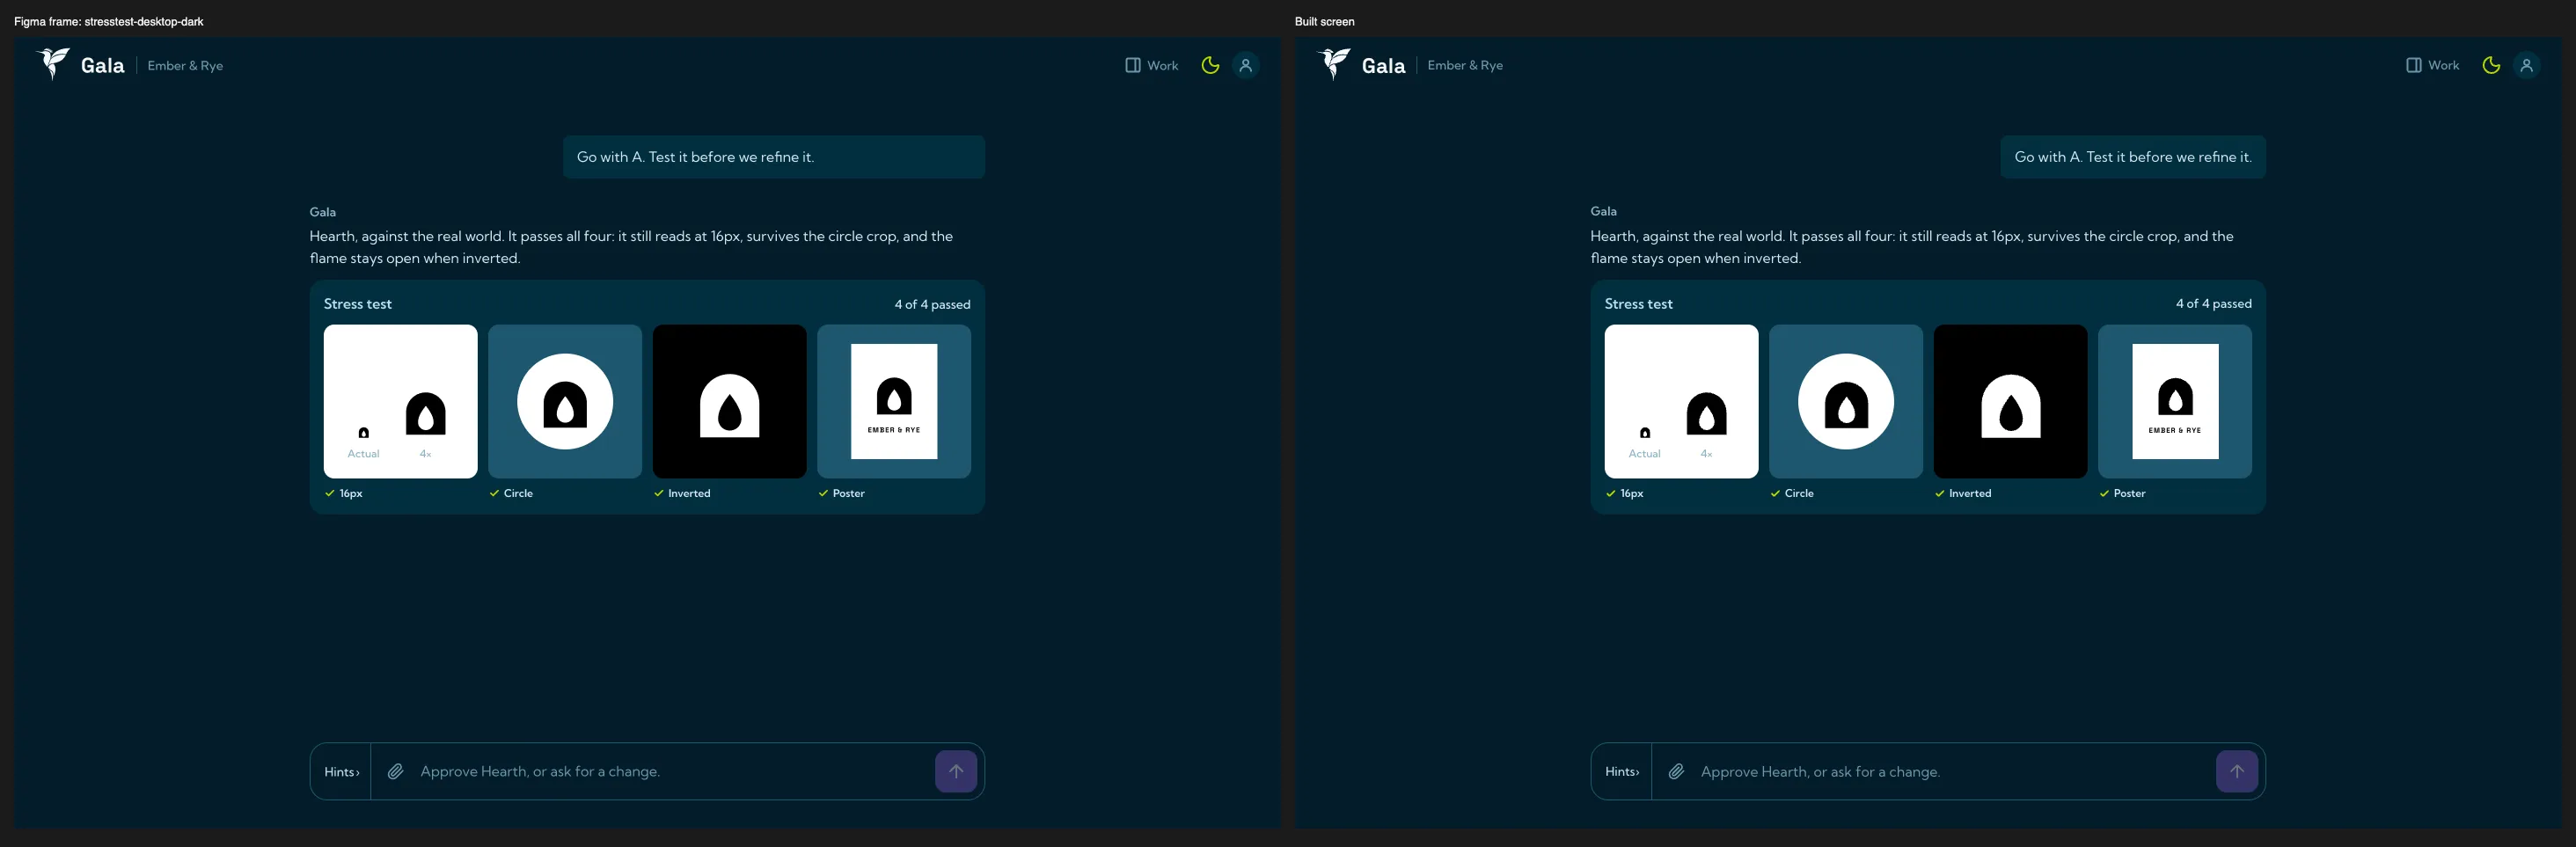 Figma frame: stresstest-desktop-dark
Gala
Ember & Rye
Work
Go with A. Test it before we refine it.
Gala
Hearth, against the real world. It passes all four: it still reads at 16px, survives the circle crop, and the
flame stays open when inverted.
Stress test
4 of 4 passed
EMBER & RYE
Actual
4×
16px
Circle
Inverted
Poster
Hints›
Approve Hearth, or ask for a change.
Built screen
Gala
Ember & Rye
Work
Go with A. Test it before we refine it.
Gala
Hearth, against the real world. It passes all four: it still reads at 16px, survives the circle crop, and the
flame stays open when inverted.
Stress test
4 of 4 passed
EMBER & RYE
Actual
4×
16px
Circle
Inverted
Poster
Hints›
Approve Hearth, or ask for a change.